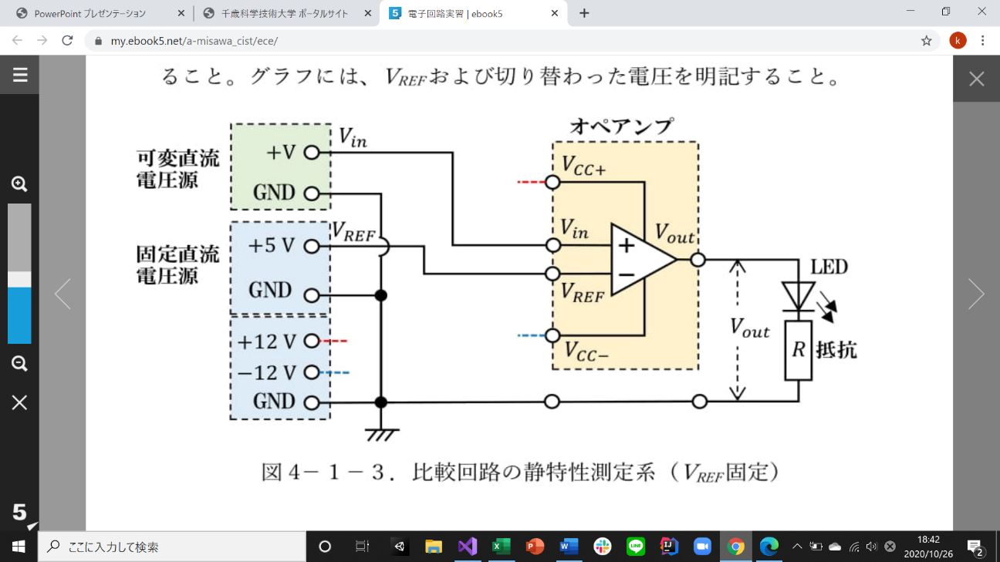 PowerPoint プレゼンテーション
千歳科学技術大学 ポータルサイト
5 電子回路実習 | ebook5
my.ebook5.net/a-misawa_cist/ece/
k
ること。グラフには、VREFおよび切り替わった電圧を明記すること。
オペアンプ
可変直流
電圧源
+V
GND
Vin
固定直流
電圧源
+5 V
GND
VREF
+12 V
−12 V
GND
VCC+
Vin
VREF
VCC−
+
−
Vout
Vout
LED
R 抵抗
図4－1－3．比較回路の静特性測定系（VREF固定）
5
ここに入力して検索
18:42
2020/10/26
2